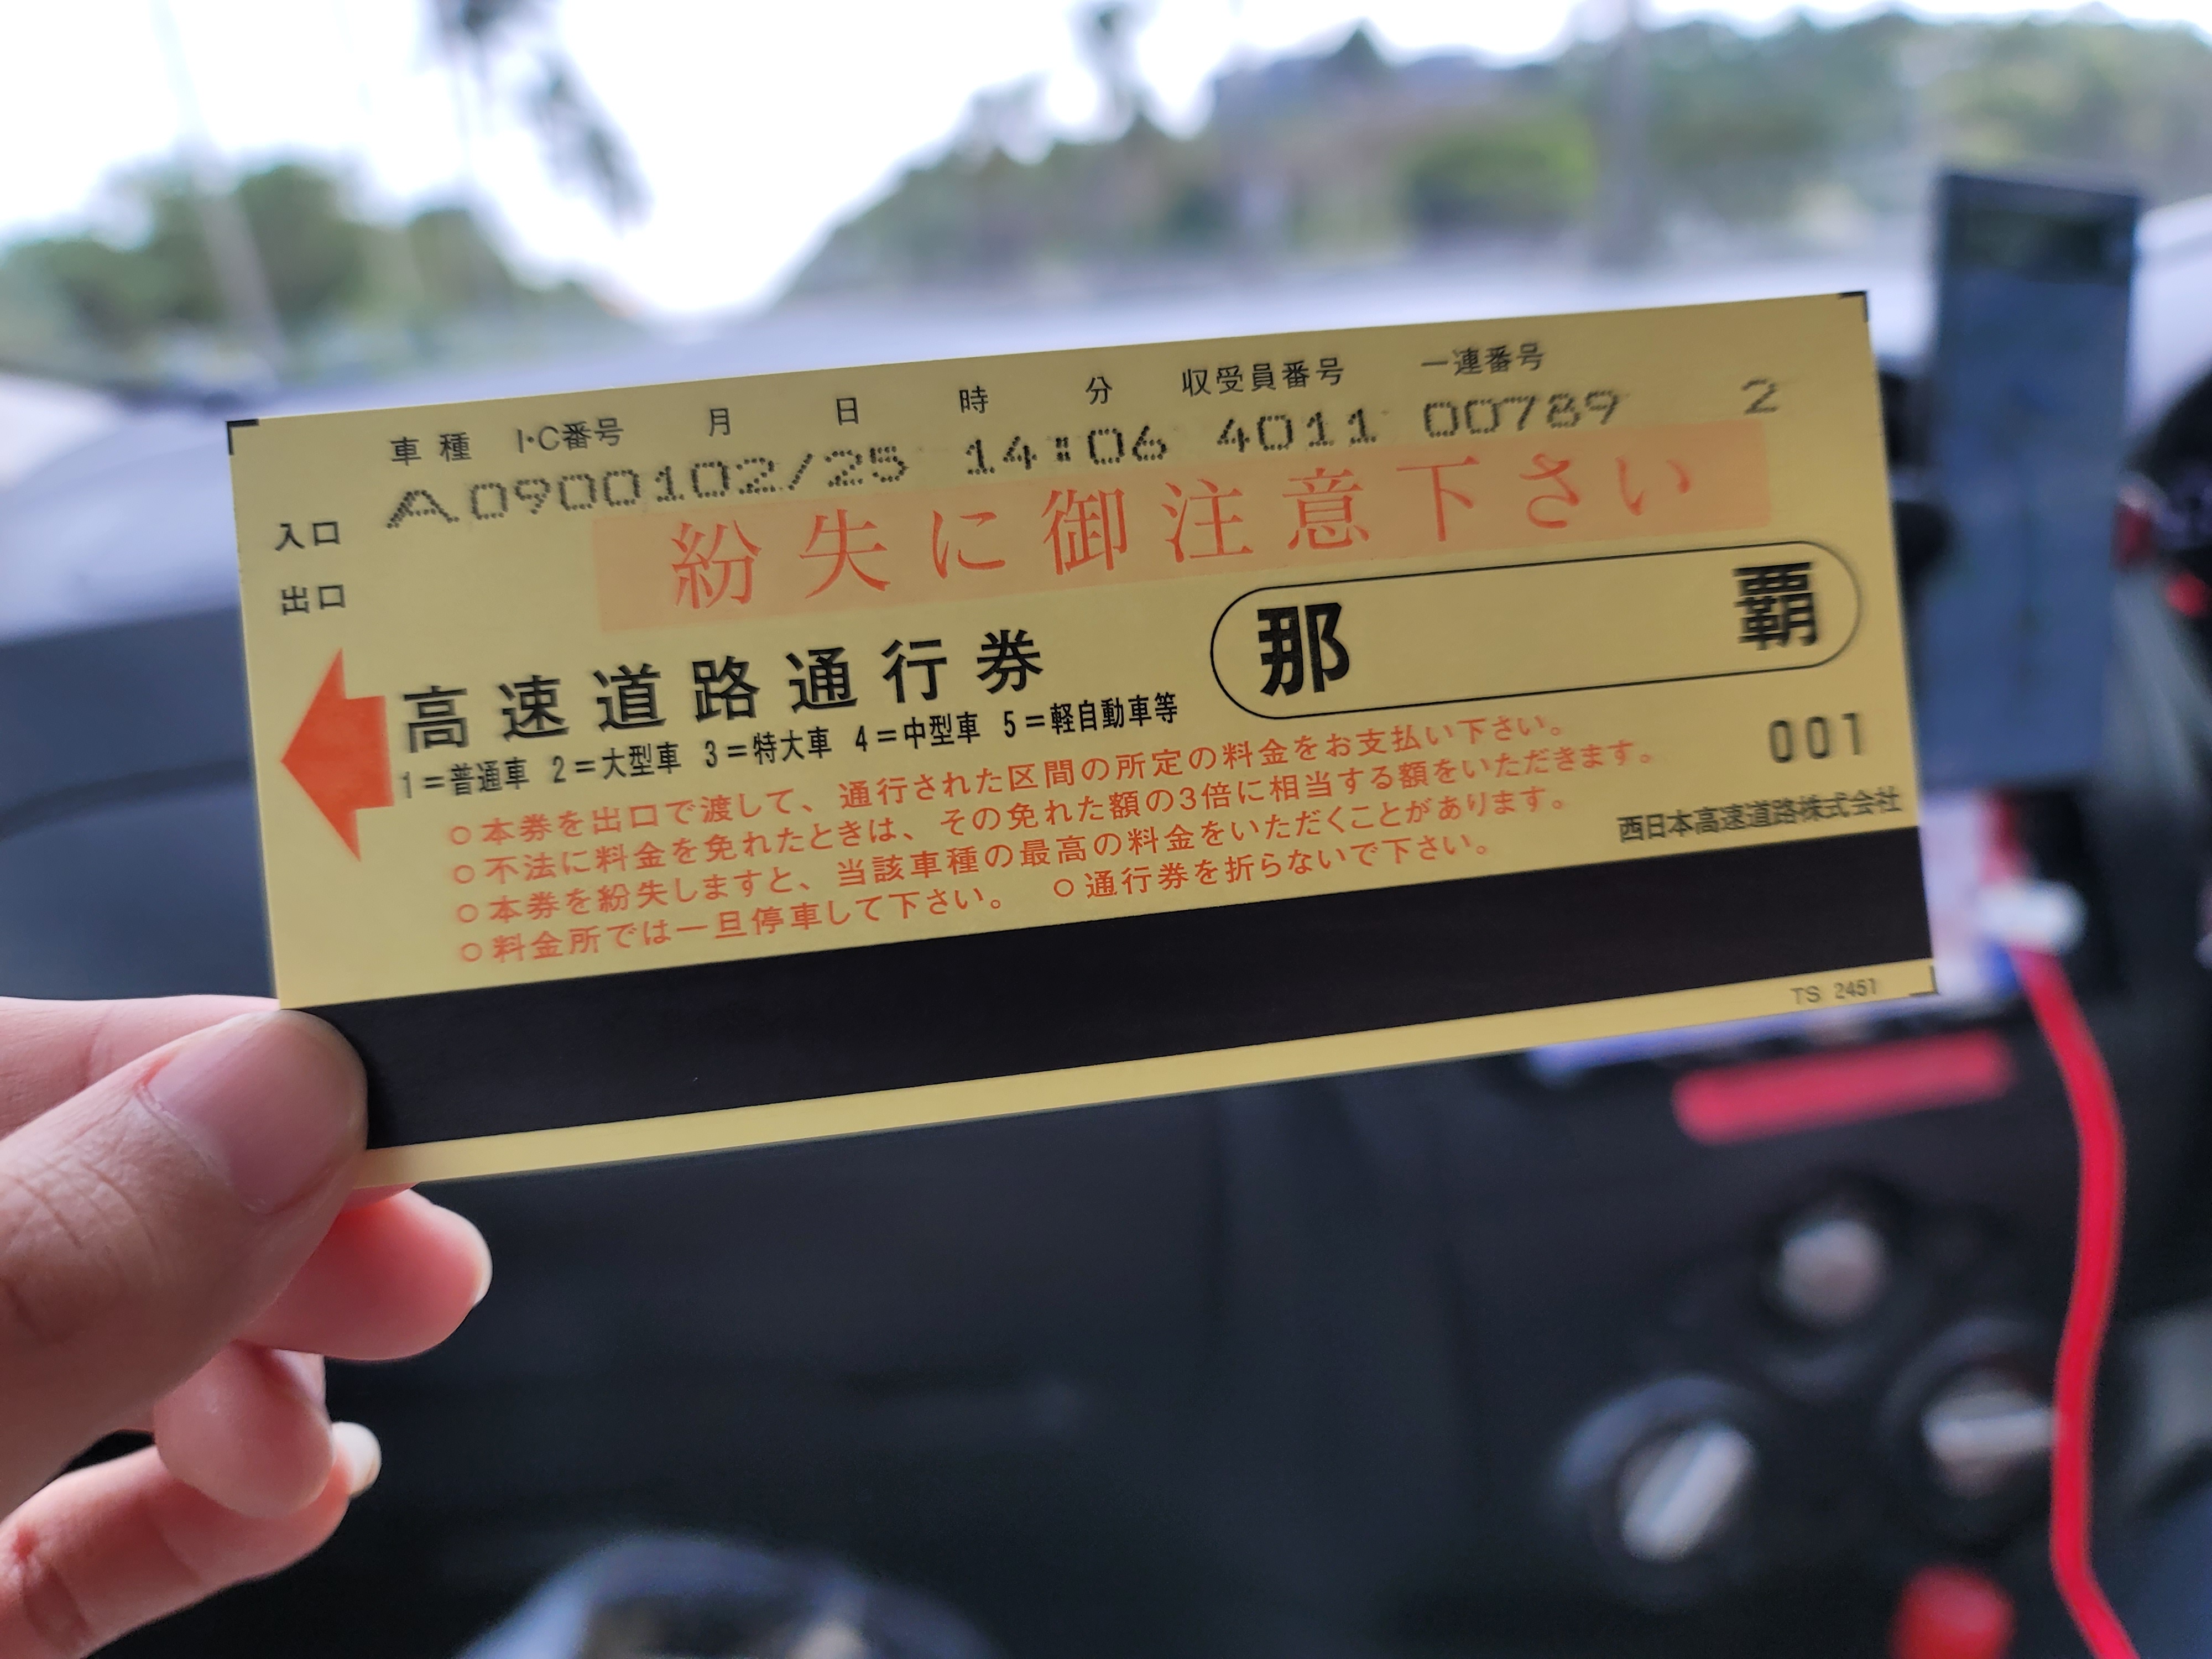 車種 I・C番号 月 日 時 分 収受員番号 一連番号
入口 A0900102/25 14:06 4011 00789 2
紛失に御注意下さい
出口
高速道路通行券 那覇
1=普通車 2=大型車 3=特大車 4=中型車 5=軽自動車等
○本券を出口で渡して、通行された区間の所定の料金をお支払い下さい。
001
○不法に料金を免れたときは、その免れた額の3倍に相当する額をいただきます。
○本券を紛失しますと、当該車種の最高の料金をいただくことがあります。
○料金所では一旦停車して下さい。 ○通行券を折らないで下さい。
西日本高速道路株式会社
TS 2451